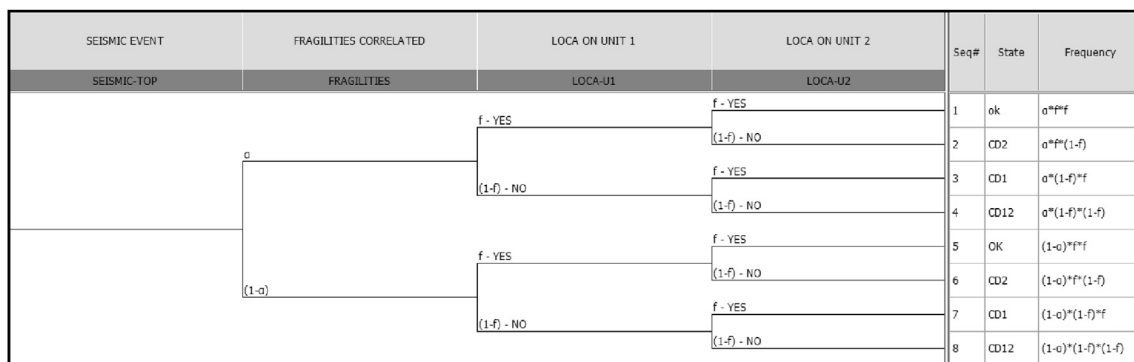 SEISMIC EVENT FRAGILITIES CORRELATED LOCA ON UNIT 1 LOCA ON UNIT 2 Seq# State Frequency
SEISMIC-TOP FRAGILITIES LOCA-U1 LOCA-U2
f - YES 1 ok α*f*f
f - YES
(1-f) - NO 2 CD2 α*f*(1-f)
α
f - YES 3 CD1 α*(1-f)*f
(1-f) - NO
(1-f) - NO 4 CD12 α*(1-f)*(1-f)
f - YES 5 OK (1-α)*f*f
f - YES
(1-f) - NO 6 CD2 (1-α)*f*(1-f)
(1-α)
f - YES 7 CD1 (1-α)*(1-f)*f
(1-f) - NO
(1-f) - NO 8 CD12 (1-α)*(1-f)*(1-f)